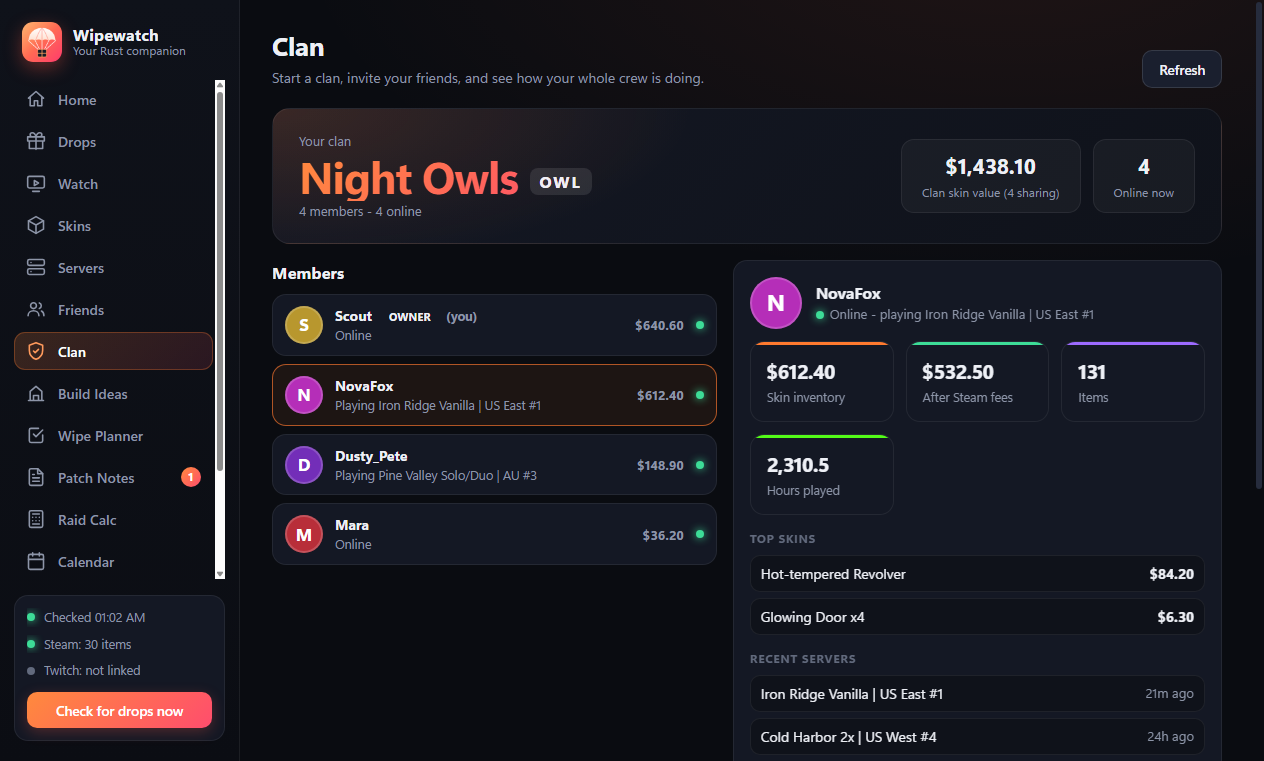 Wipewatch
Your Rust companion
Home
Drops
Watch
Skins
Servers
Friends
Clan
Build Ideas
Wipe Planner
Patch Notes 1
Raid Calc
Calendar
Checked 01:02 AM
Steam: 30 items
Twitch: not linked
Check for drops now
Clan
Start a clan, invite your friends, and see how your whole crew is doing.
Refresh
Your clan
Night Owls OWL
4 members - 4 online
$1,438.10
Clan skin value (4 sharing)
4
Online now
Members
S
Scout OWNER (you)
Online
$640.60
N
NovaFox
Playing Iron Ridge Vanilla | US East #1
$612.40
D
Dusty_Pete
Playing Pine Valley Solo/Duo | AU #3
$148.90
M
Mara
Online
$36.20
N
NovaFox
Online - playing Iron Ridge Vanilla | US East #1
$612.40
Skin inventory
$532.50
After Steam fees
131
Items
2,310.5
Hours played
TOP SKINS
Hot-tempered Revolver $84.20
Glowing Door x4 $6.30
RECENT SERVERS
Iron Ridge Vanilla | US East #1 21m ago
Cold Harbor 2x | US West #4 24h ago